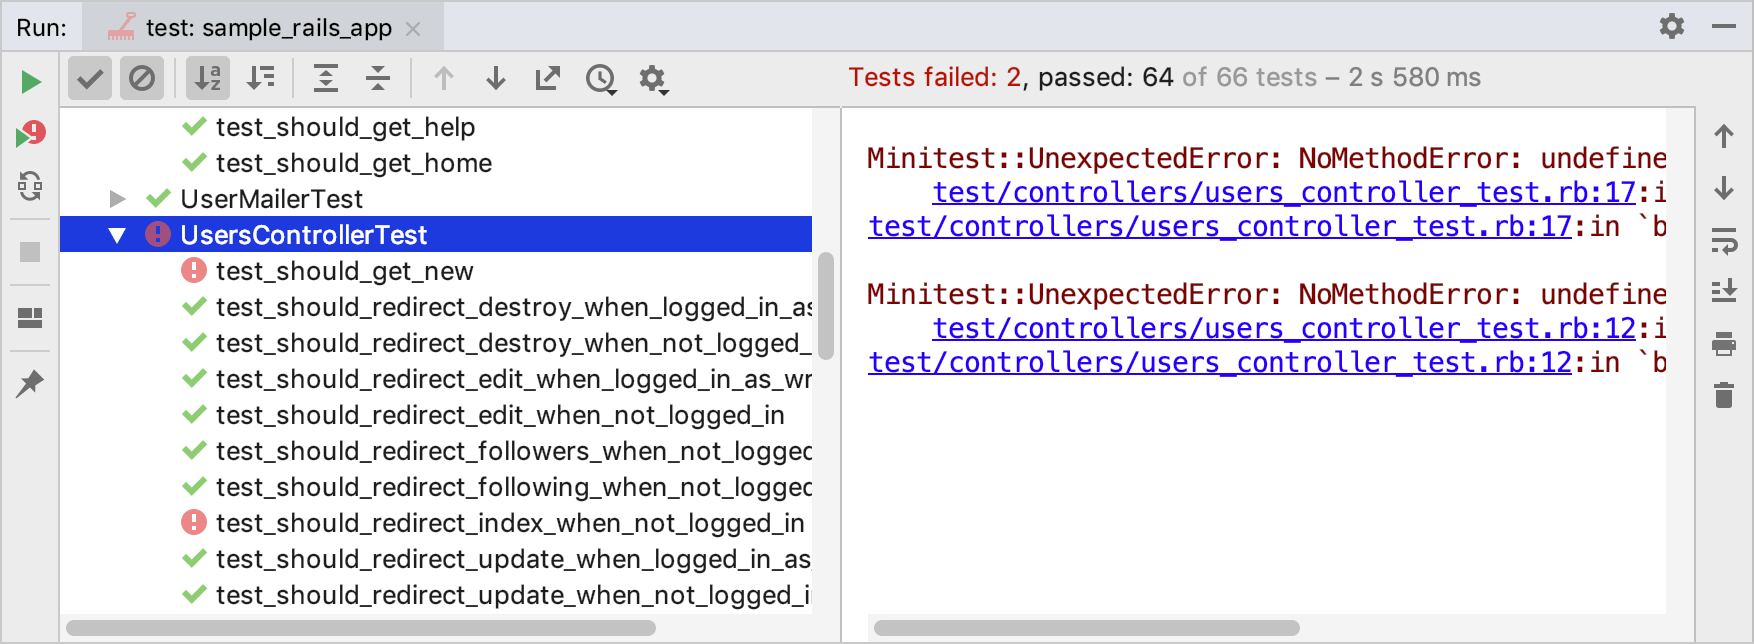 Run: test: sample_rails_app
Tests failed: 2, passed: 64 of 66 tests – 2 s 580 ms
test_should_get_help
test_should_get_home
UserMailerTest
UsersControllerTest
test_should_get_new
test_should_redirect_destroy_when_logged_in_as
test_should_redirect_destroy_when_not_logged_
test_should_redirect_edit_when_logged_in_as_wr
test_should_redirect_edit_when_not_logged_in
test_should_redirect_followers_when_not_logged
test_should_redirect_following_when_not_logged
test_should_redirect_index_when_not_logged_in
test_should_redirect_update_when_logged_in_as
test_should_redirect_update_when_not_logged_i
Minitest::UnexpectedError: NoMethodError: undefine
test/controllers/users_controller_test.rb:17:i
test/controllers/users_controller_test.rb:17:in `b
Minitest::UnexpectedError: NoMethodError: undefine
test/controllers/users_controller_test.rb:12:i
test/controllers/users_controller_test.rb:12:in `b